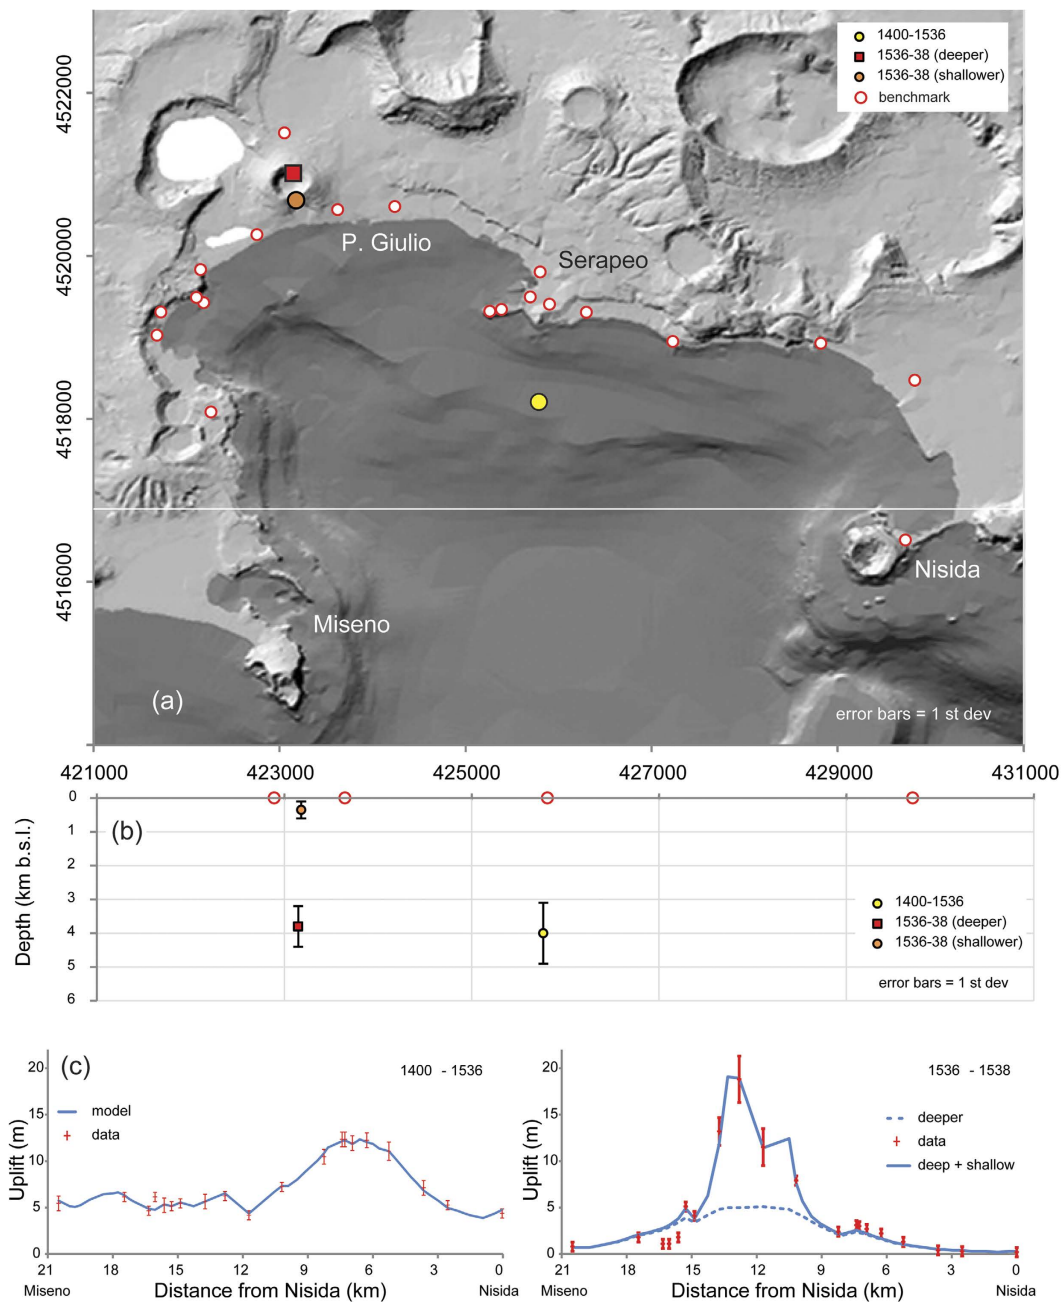 1400-1536
1536-38 (deeper)
1536-38 (shallower)
benchmark
4522000
4520000
4518000
4516000
P. Giulio
Serapeo
Nisida
Miseno
(a)
error bars = 1 st dev
421000 423000 425000 427000 429000 431000
(b)
Depth (km b.s.l.)
0
1
2
3
4
5
6
1400-1536
1536-38 (deeper)
1536-38 (shallower)
error bars = 1 st dev
(c)
1400 - 1536
model
data
Uplift (m)
20
15
10
5
0
21 18 15 12 9 6 3 0
Miseno Distance from Nisida (km) Nisida
1536 - 1538
deeper
data
deep + shallow
Uplift (m)
20
15
10
5
0
21 18 15 12 9 6 3 0
Miseno Distance from Nisida (km) Nisida